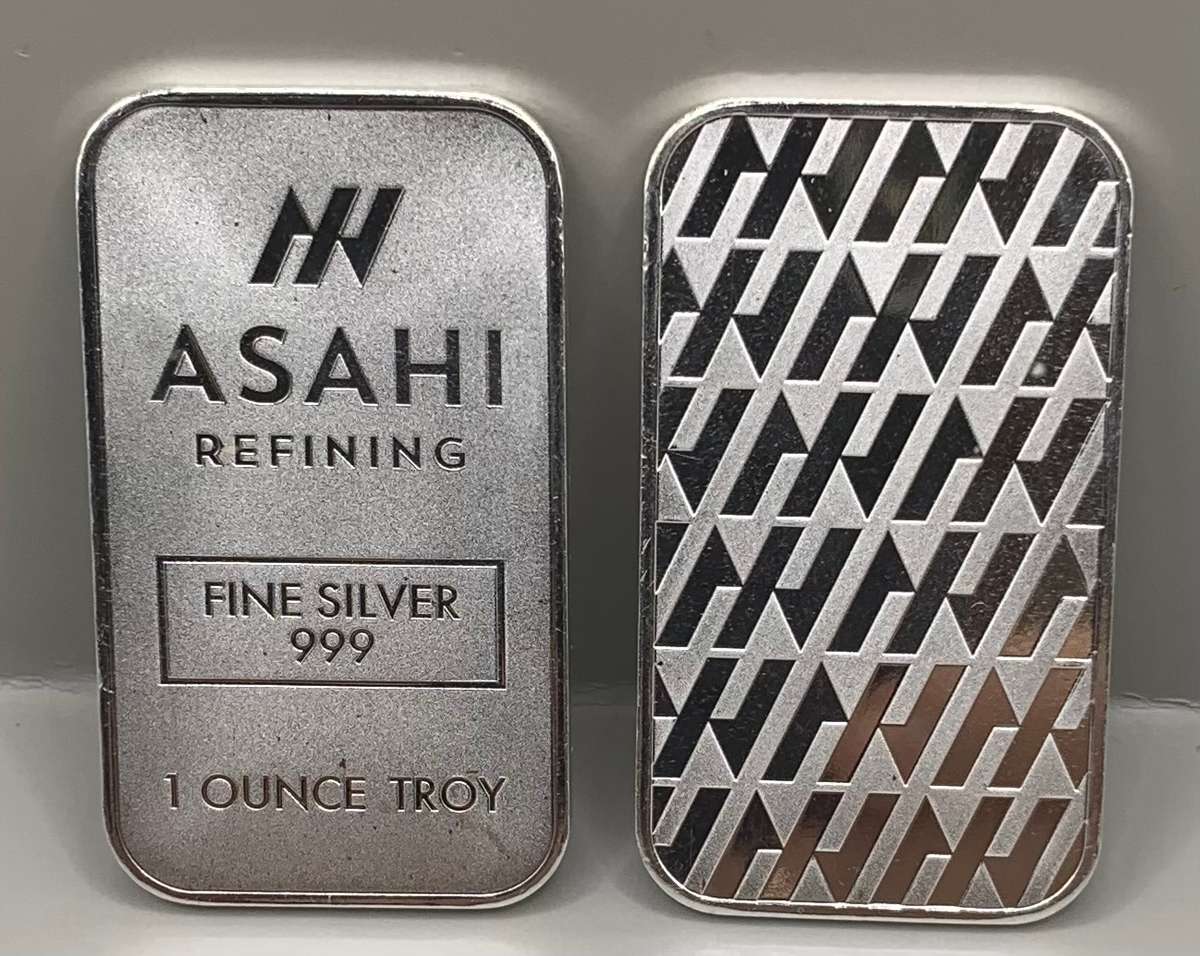 ASAHI
REFINING
FINE SILVER
999
1 OUNCE TROY